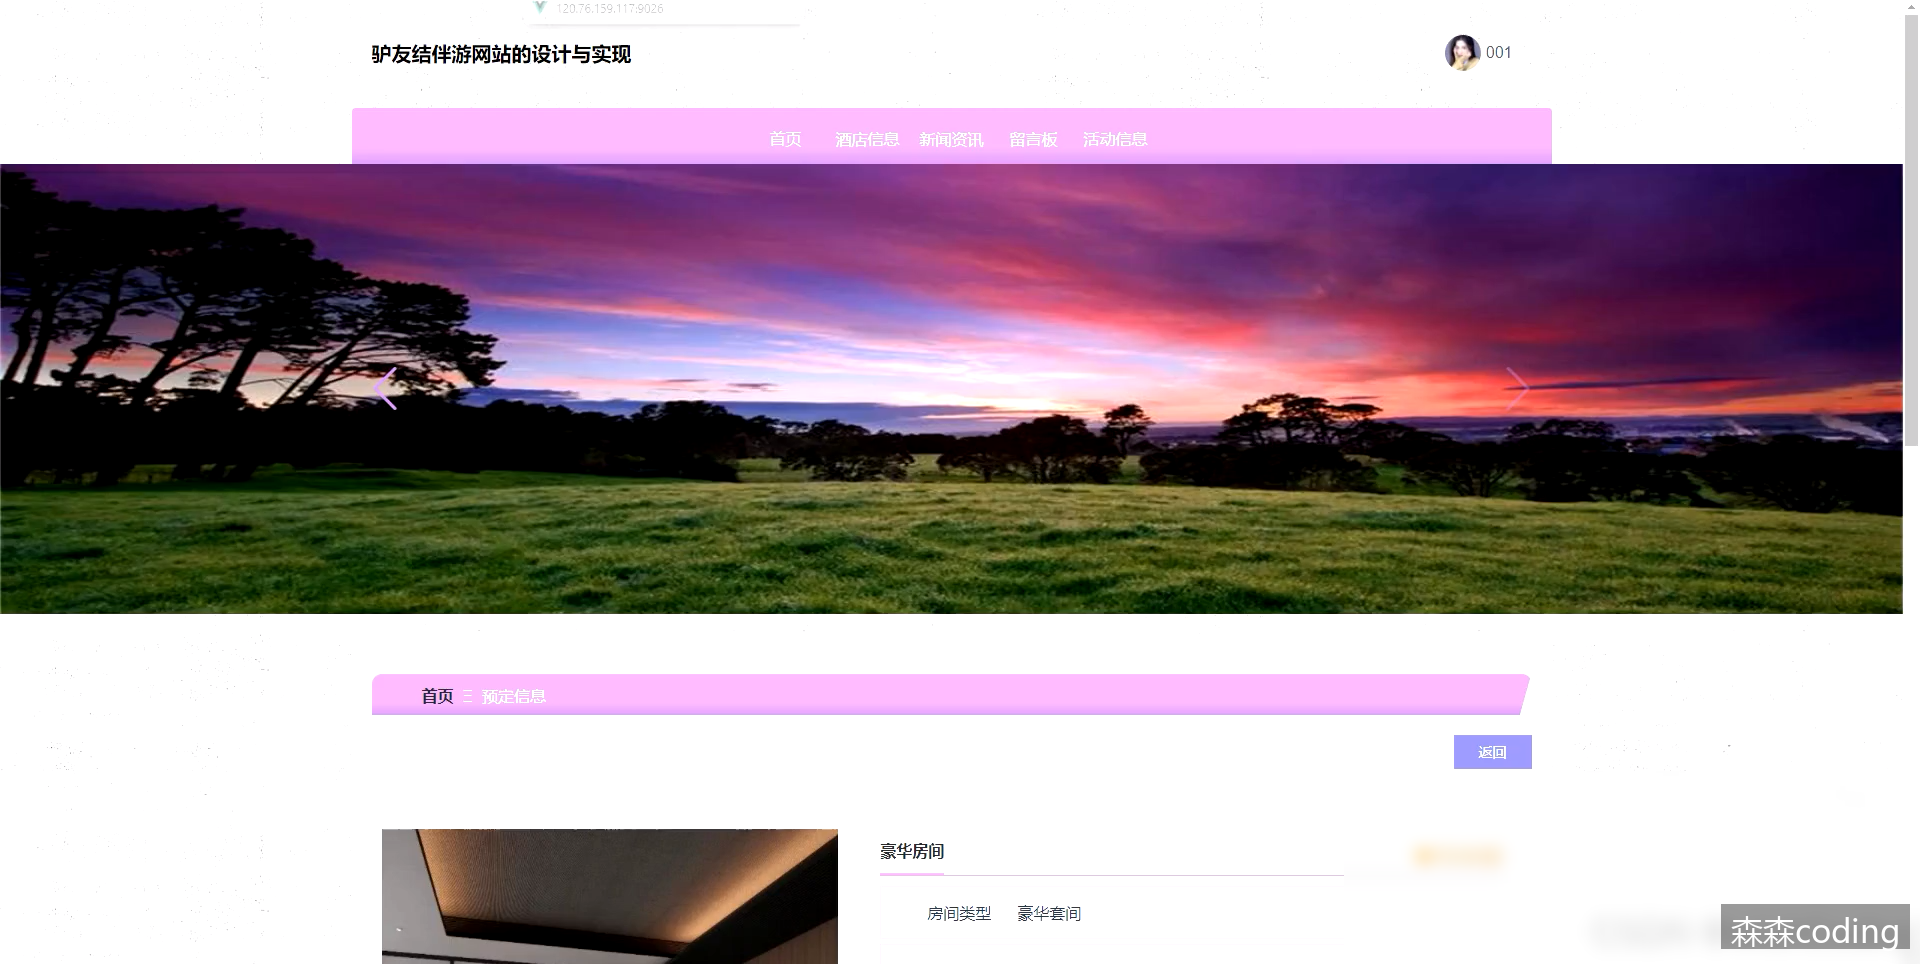 120.76.159.117:9026
驴友结伴游网站的设计与实现
001
首页 酒店信息 新闻资讯 留言板 活动信息
首页 三 预定信息
返回
豪华房间
房间类型 豪华套间
森森coding